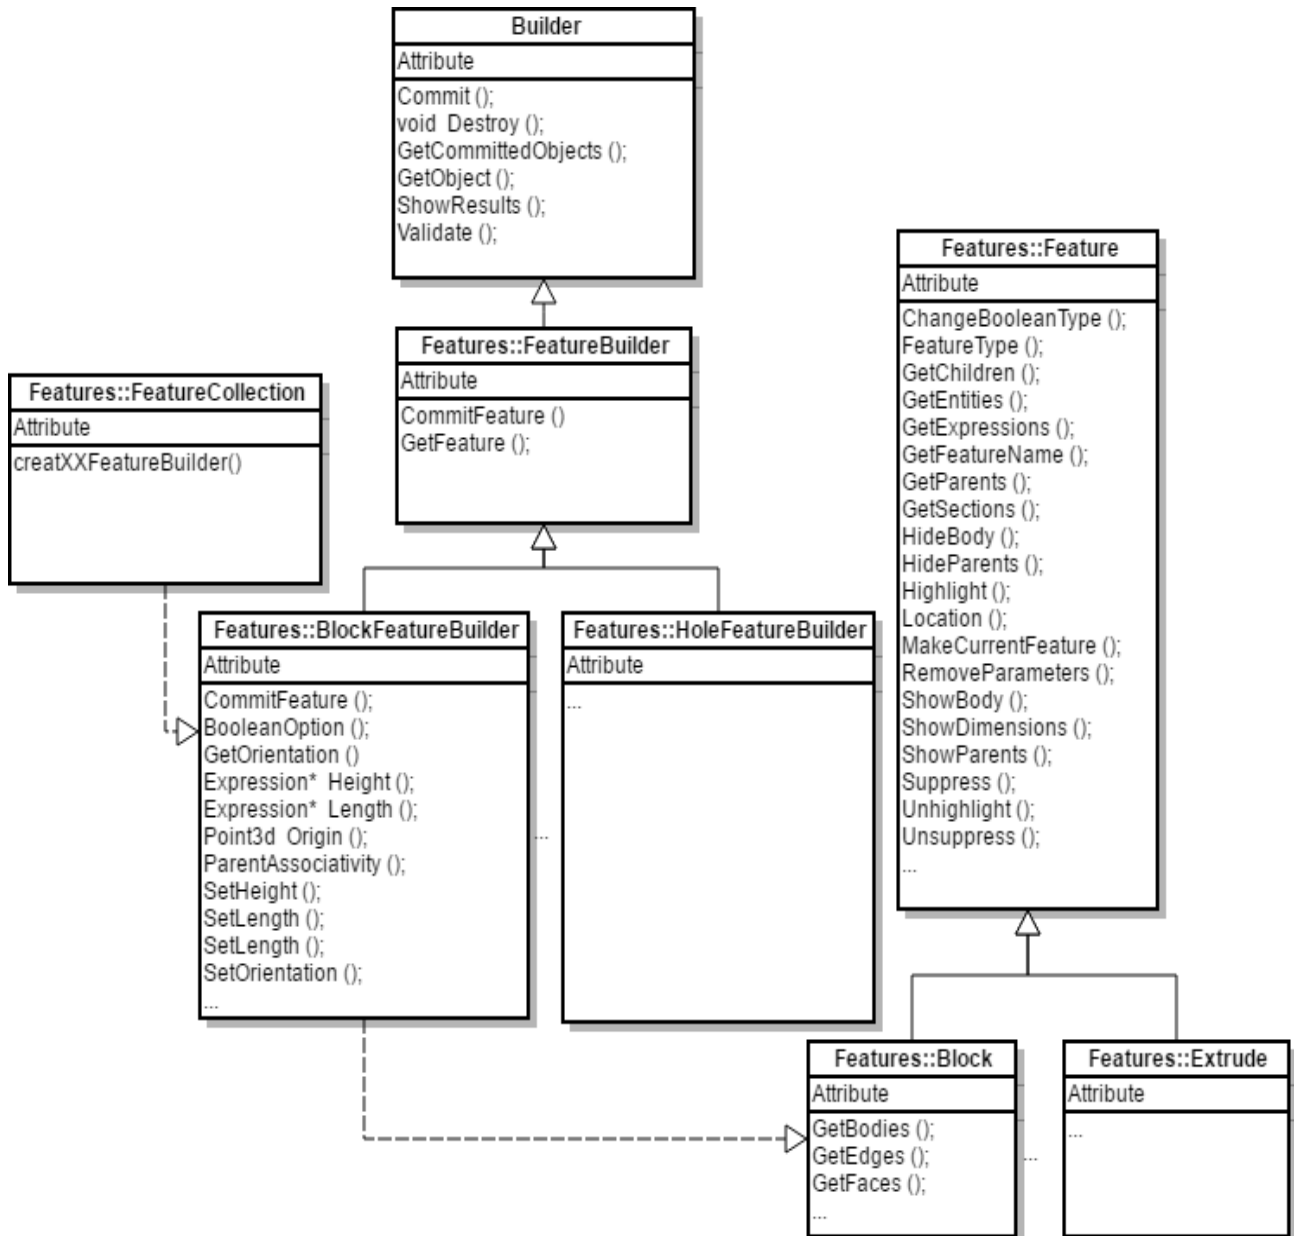 Builder
Attribute
Commit ();
void Destroy ();
GetCommittedObjects ();
GetObject ();
ShowResults ();
Validate ();
Features::FeatureBuilder
Attribute
CommitFeature ()
GetFeature ();
Features::FeatureCollection
Attribute
creatXXFeatureBuilder()
Features::BlockFeatureBuilder
Attribute
CommitFeature ();
BooleanOption ();
GetOrientation ()
Expression* Height ();
Expression* Length ();
Point3d Origin ();
ParentAssociativity ();
SetHeight ();
SetLength ();
SetLength ();
SetOrientation ();
...
...
Features::HoleFeatureBuilder
Attribute
...
Features::Feature
Attribute
ChangeBooleanType ();
FeatureType ();
GetChildren ();
GetEntities ();
GetExpressions ();
GetFeatureName ();
GetParents ();
GetSections ();
HideBody ();
HideParents ();
Highlight ();
Location ();
MakeCurrentFeature ();
RemoveParameters ();
ShowBody ();
ShowDimensions ();
ShowParents ();
Suppress ();
Unhighlight ();
Unsuppress ();
...
Features::Block
Attribute
GetBodies ();
GetEdges ();
GetFaces ();
...
...
Features::Extrude
Attribute
...